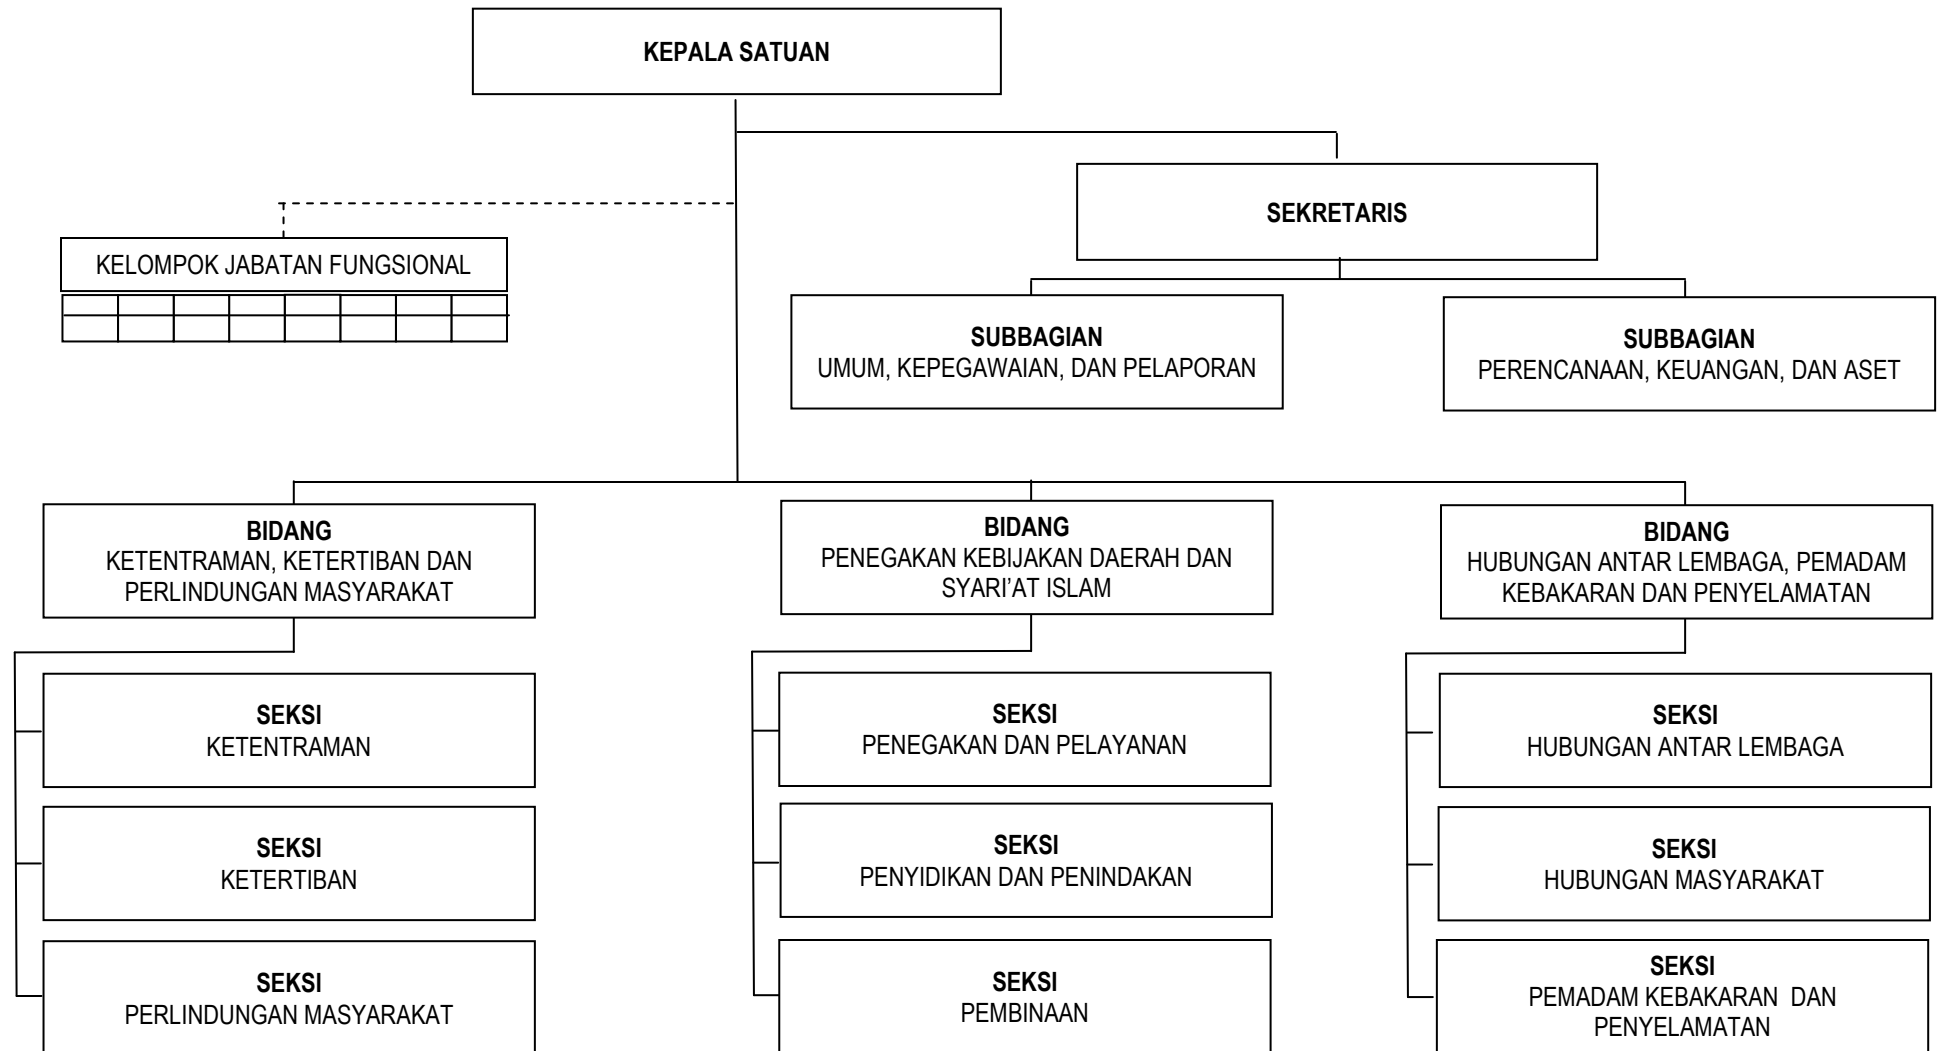 KEPALA SATUAN
SEKRETARIS
KELOMPOK JABATAN FUNGSIONAL
SUBBAGIAN
UMUM, KEPEGAWAIAN, DAN PELAPORAN
SUBBAGIAN
PERENCANAAN, KEUANGAN, DAN ASET
BIDANG
KETENTRAMAN, KETERTIBAN DAN
PERLINDUNGAN MASYARAKAT
BIDANG
PENEGAKAN KEBIJAKAN DAERAH DAN
SYARI’AT ISLAM
BIDANG
HUBUNGAN ANTAR LEMBAGA, PEMADAM
KEBAKARAN DAN PENYELAMATAN
SEKSI
KETENTRAMAN
SEKSI
PENEGAKAN DAN PELAYANAN
SEKSI
HUBUNGAN ANTAR LEMBAGA
SEKSI
KETERTIBAN
SEKSI
PENYIDIKAN DAN PENINDAKAN
SEKSI
HUBUNGAN MASYARAKAT
SEKSI
PERLINDUNGAN MASYARAKAT
SEKSI
PEMBINAAN
SEKSI
PEMADAM KEBAKARAN DAN
PENYELAMATAN